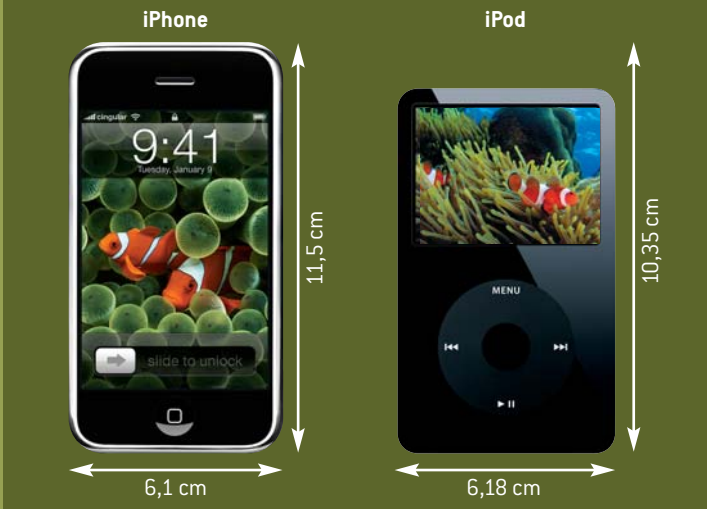 iPhone
iPod
cingular
9:41
Tuesday, January 9
slide to unlock
11,5 cm
6,1 cm
MENU
10,35 cm
6,18 cm